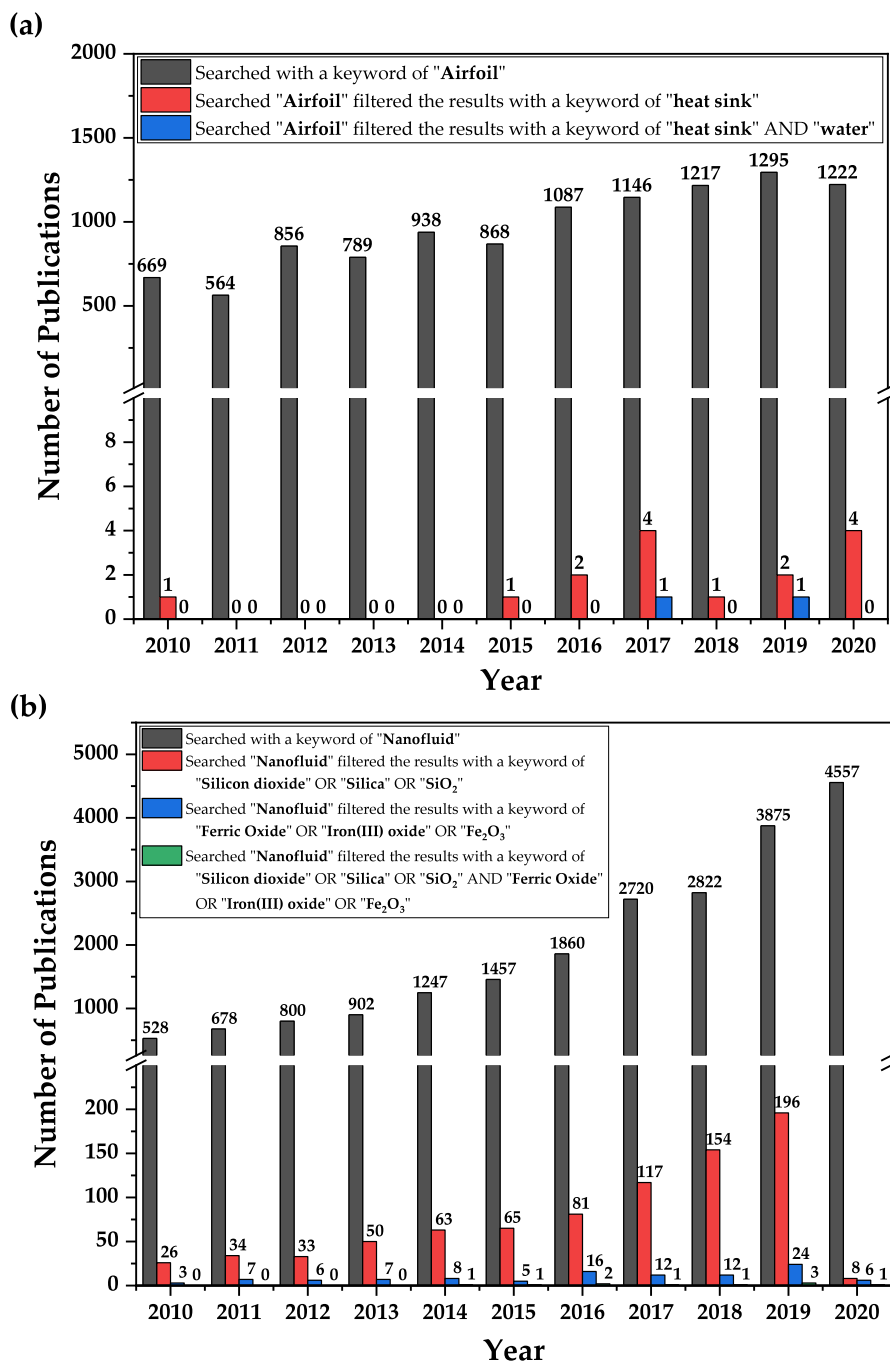 (a)
2000
1500
1000
500
8
6
4
2
0
Number of Publications
Searched with a keyword of "Airfoil"
Searched "Airfoil" filtered the results with a keyword of "heat sink"
Searched "Airfoil" filtered the results with a keyword of "heat sink" AND "water"
669 564 856 789 938 868 1087 1146 1217 1295 1222
1 0 0 0 0 0 0 0 0 0 1 0 2 0 4 1 1 0 2 1 4 0
2010 2011 2012 2013 2014 2015 2016 2017 2018 2019 2020
Year
(b)
5000
4000
3000
2000
1000
200
150
100
50
0
Number of Publications
Searched with a keyword of "Nanofluid"
Searched "Nanofluid" filtered the results with a keyword of
"Silicon dioxide" OR "Silica" OR "SiO₂"
Searched "Nanofluid" filtered the results with a keyword of
"Ferric Oxide" OR "Iron(III) oxide" OR "Fe₂O₃"
Searched "Nanofluid" filtered the results with a keyword of
"Silicon dioxide" OR "Silica" OR "SiO₂" AND "Ferric Oxide"
OR "Iron(III) oxide" OR "Fe₂O₃"
528 678 800 902 1247 1457 1860 2720 2822 3875 4557
26 3 0 34 7 0 33 6 0 50 7 0 63 8 1 65 5 1 81 16 2 117 12 1 154 12 1 196 24 3 8 6 1
2010 2011 2012 2013 2014 2015 2016 2017 2018 2019 2020
Year